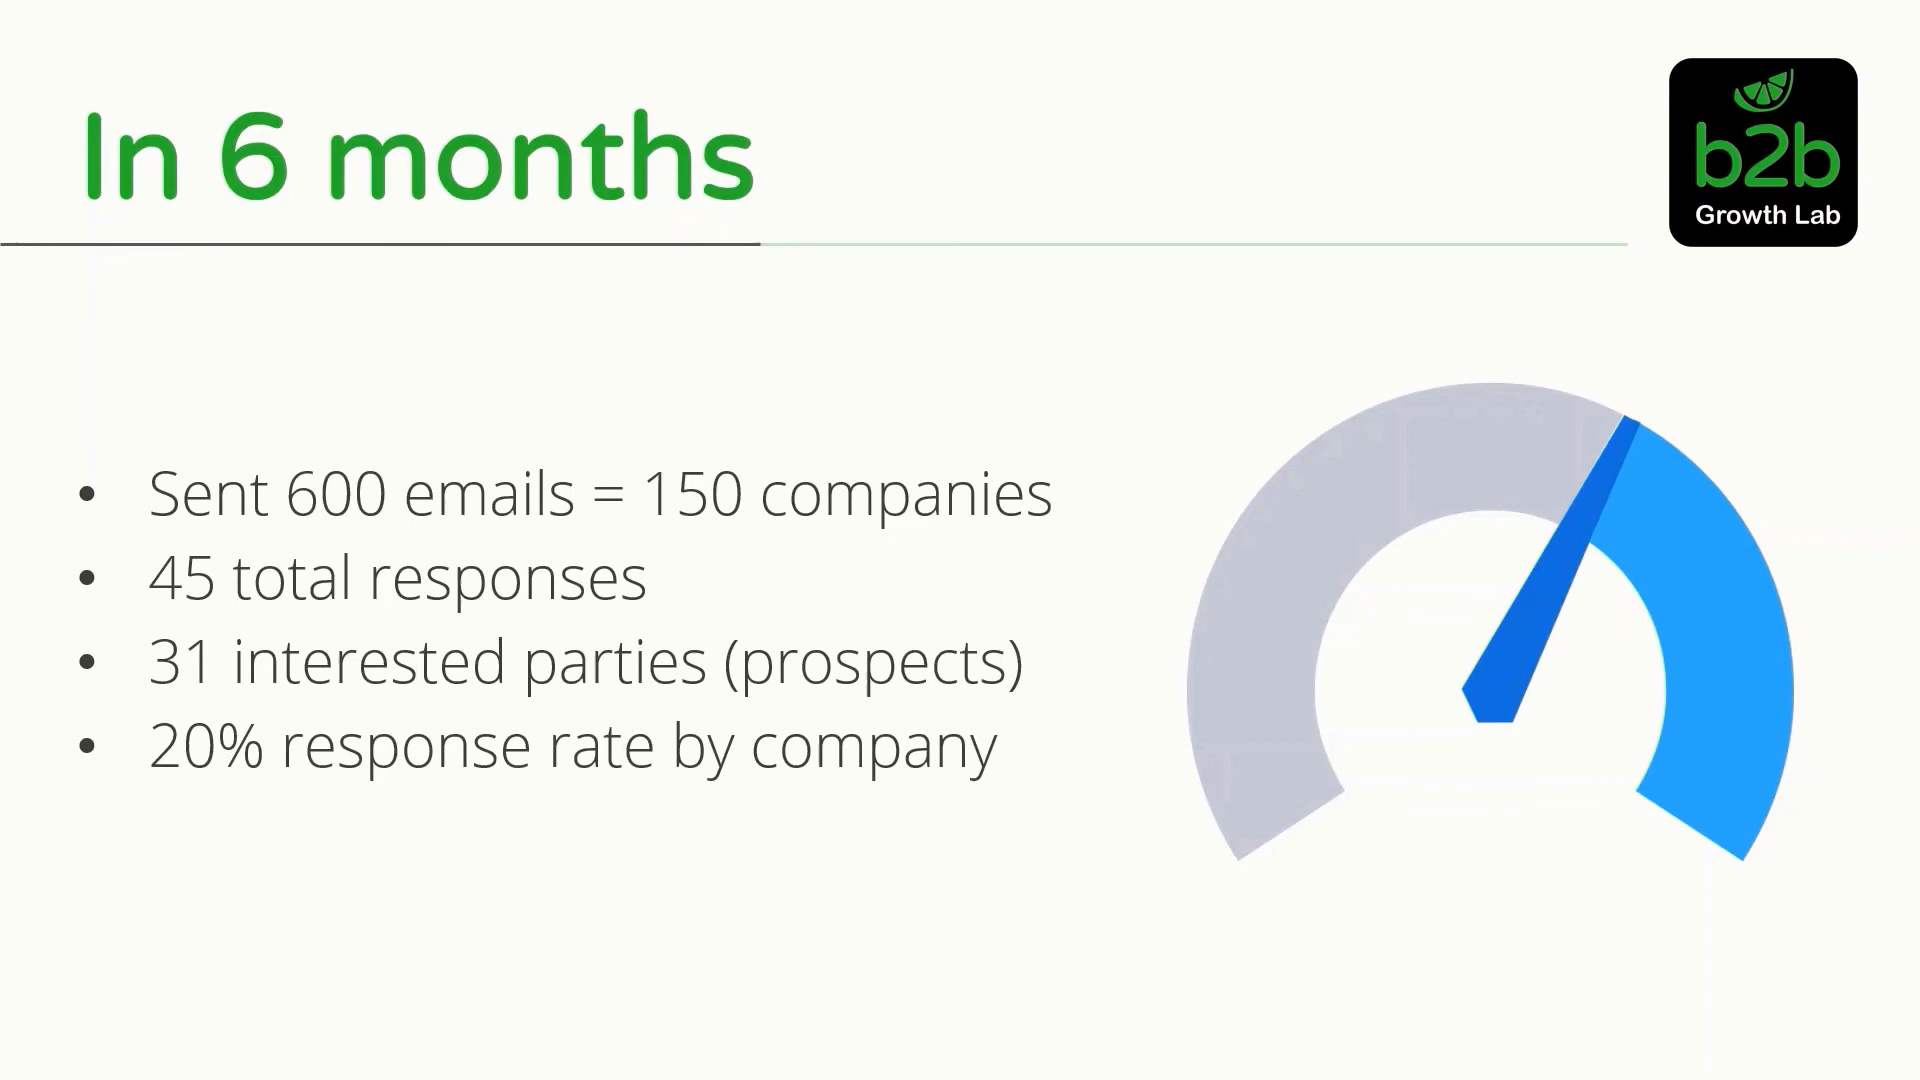 In 6 months
b2b
Growth Lab
• Sent 600 emails = 150 companies
• 45 total responses
• 31 interested parties (prospects)
• 20% response rate by company